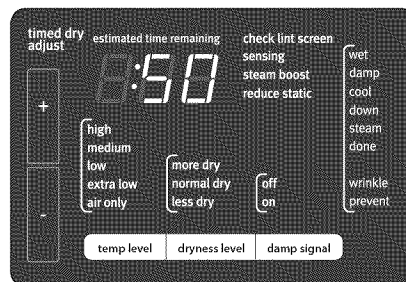 timed dry
adjust
estimated time remaining
:50
+
-
check lint screen
sensing
steam boost
reduce static
wet
damp
cool
down
steam
done
wrinkle
prevent
high
medium
low
extra low
air only
more dry
normal dry
less dry
off
on
temp level
dryness level
damp signal